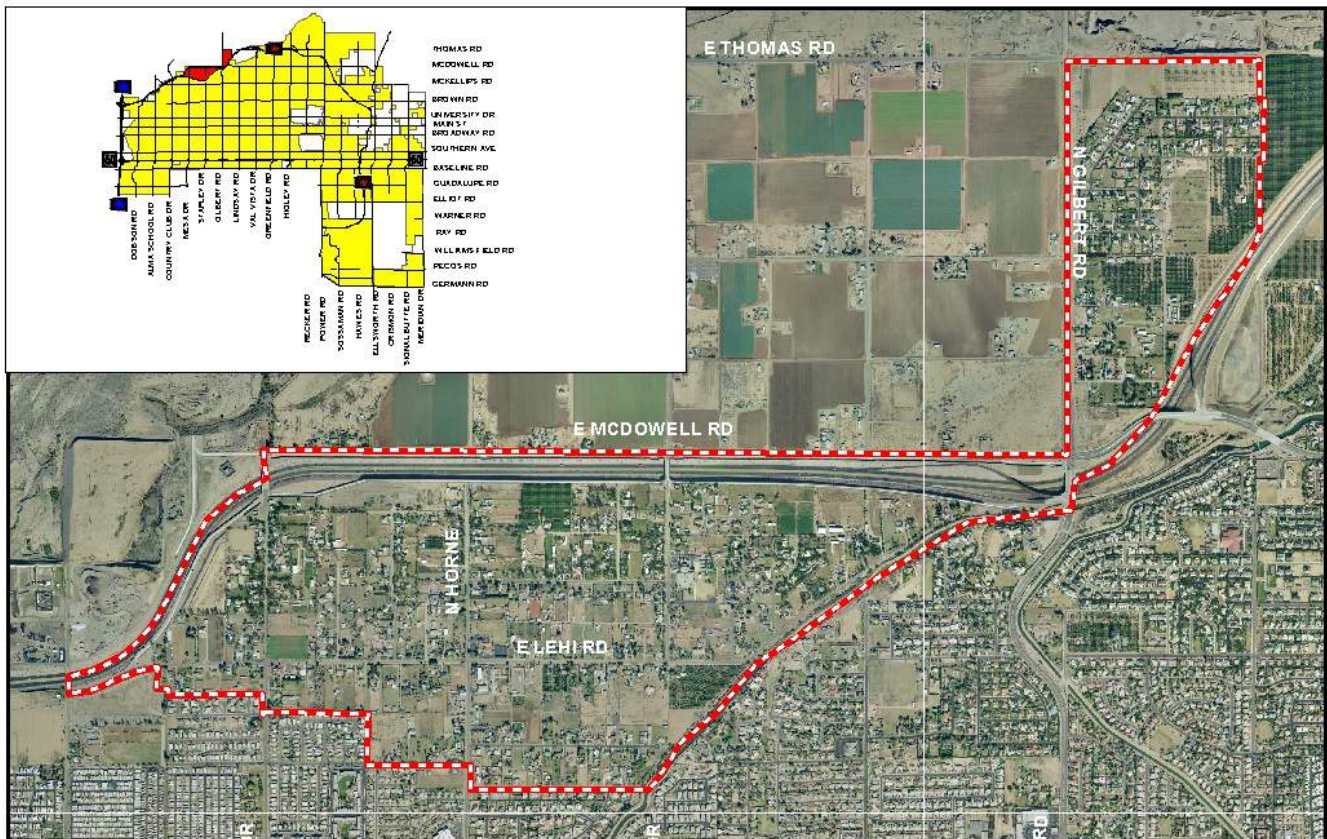 THOMAS RD
MCDOWELL RD
MCKELLIPS RD
BROWN RD
UNIVERSITY DR
MAIN ST
BROADWAY RD
SOUTHERN AVE
BASELINE RD
GUADALUPE RD
ELLIOT RD
WARNER RD
RAY RD
WILLIAMS FIELD RD
PECOS RD
GERMANN RD
60
60
DOBSON RD
ALMA SCHOOL RD
COUNTRY CLUB DR
MESA DR
STAPLEY DR
GILBERT RD
LINDSAY RD
VAL VISTA DR
GREENFIELD RD
HIGLEY RD
RECKER RD
POWER RD
SOSSAMAN RD
HAWES RD
ELLSWORTH RD
CRISMON RD
SIGNAL BUTTE RD
MERIDIAN DR
E THOMAS RD
N GILBERT RD
E MCDOWELL RD
N HORNE
E LEHI RD
RD